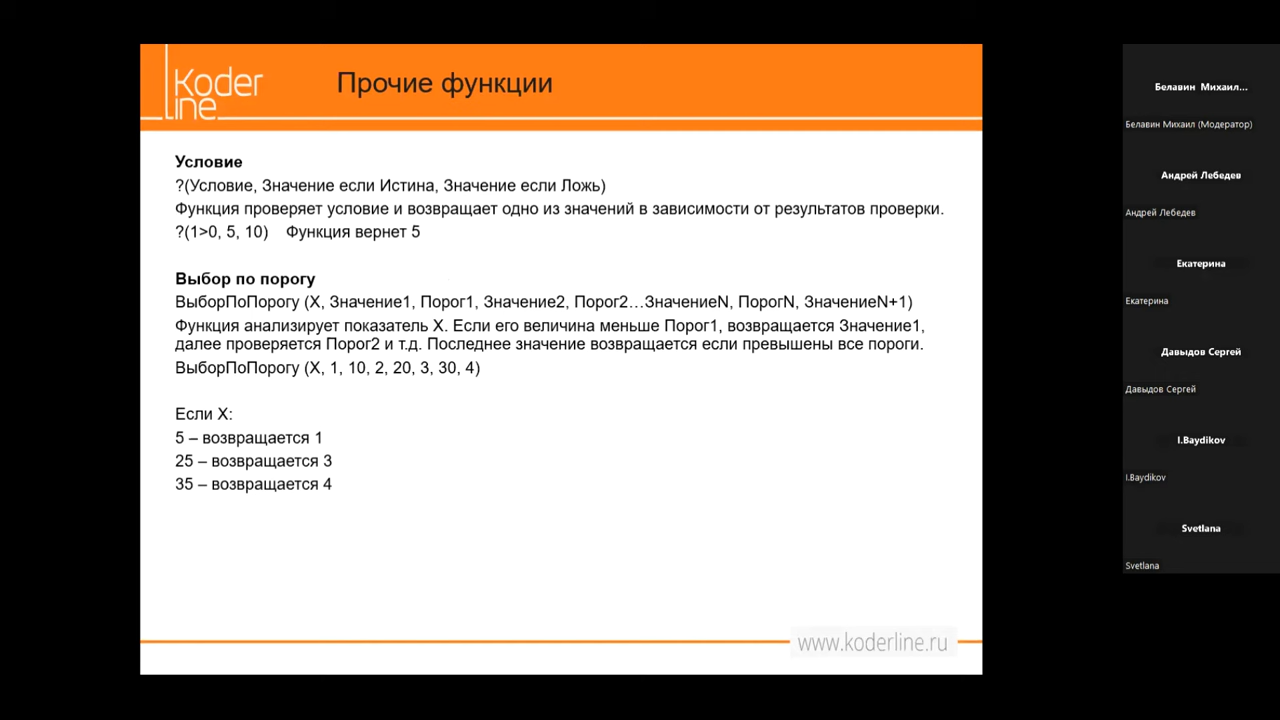 Koder
line
Прочие функции
Условие
?(Условие, Значение если Истина, Значение если Ложь)
Функция проверяет условие и возвращает одно из значений в зависимости от результатов проверки.
?(1>0, 5, 10) Функция вернет 5
Выбор по порогу
ВыборПоПорогу (X, Значение1, Порог1, Значение2, Порог2…ЗначениеN, ПорогN, ЗначениеN+1)
Функция анализирует показатель X. Если его величина меньше Порог1, возвращается Значение1,
далее проверяется Порог2 и т.д. Последнее значение возвращается если превышены все пороги.
ВыборПоПорогу (X, 1, 10, 2, 20, 3, 30, 4)
Если X:
5 – возвращается 1
25 – возвращается 3
35 – возвращается 4
www.koderline.ru
Белавин Михаил...
Белавин Михаил (Модератор)
Андрей Лебедев
Андрей Лебедев
Екатерина
Екатерина
Давыдов Сергей
Давыдов Сергей
I.Baydikov
I.Baydikov
Svetlana
Svetlana